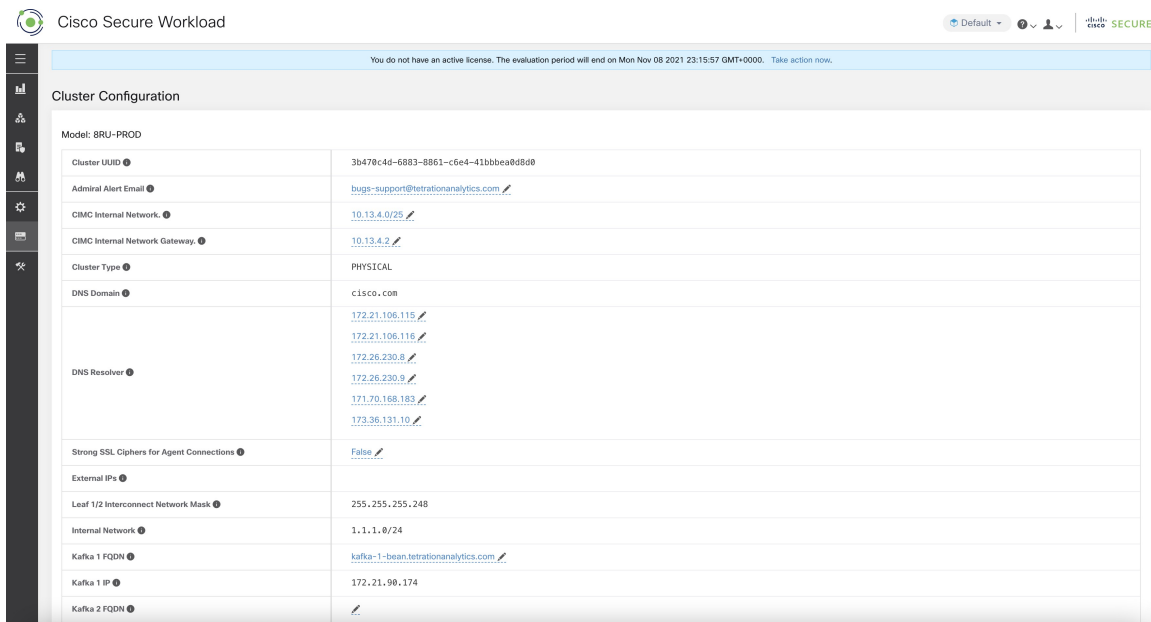 Cisco Secure Workload
Default
cisco SECURE
You do not have an active license. The evaluation period will end on Mon Nov 08 2021 23:15:57 GMT+0000. Take action now.
Cluster Configuration
Model: 8RU-PROD
Cluster UUID 3b470c4d-6883-8861-c6e4-41bbbea0d8d0
Admiral Alert Email bugs-support@tetrationanalytics.com
CIMC Internal Network. 10.13.4.0/25
CIMC Internal Network Gateway. 10.13.4.2
Cluster Type PHYSICAL
DNS Domain cisco.com
DNS Resolver
172.21.106.115
172.21.106.116
172.26.230.8
172.26.230.9
171.70.168.183
173.36.131.10
Strong SSL Ciphers for Agent Connections False
External IPs
Leaf 1/2 Interconnect Network Mask 255.255.255.248
Internal Network 1.1.1.0/24
Kafka 1 FQDN kafka-1-bean.tetrationanalytics.com
Kafka 1 IP 172.21.90.174
Kafka 2 FQDN